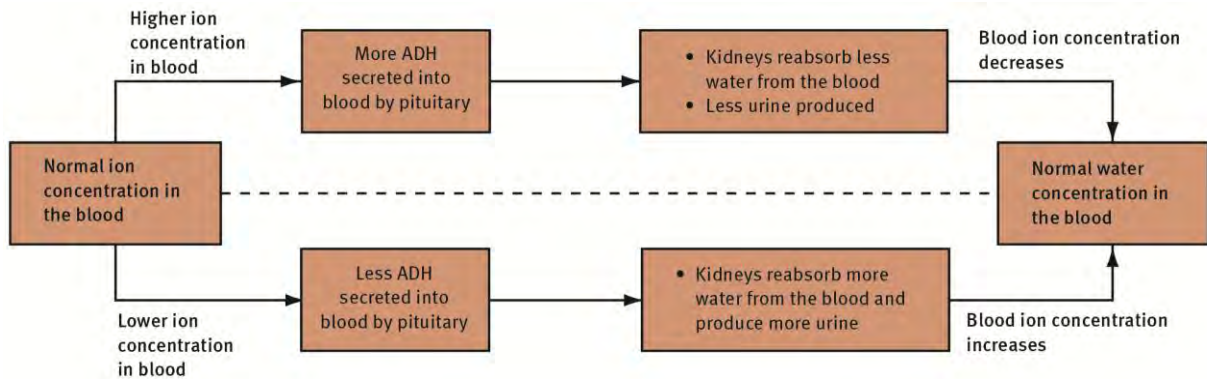 Higher ion
concentration
in blood
More ADH
secreted into
blood by pituitary
• Kidneys reabsorb less
water from the blood
• Less urine produced
Blood ion concentration
decreases
Normal ion
concentration in
the blood
Normal water
concentration in
the blood
Lower ion
concentration
in blood
Less ADH
secreted into
blood by pituitary
• Kidneys reabsorb more
water from the blood and
produce more urine
Blood ion concentration
increases